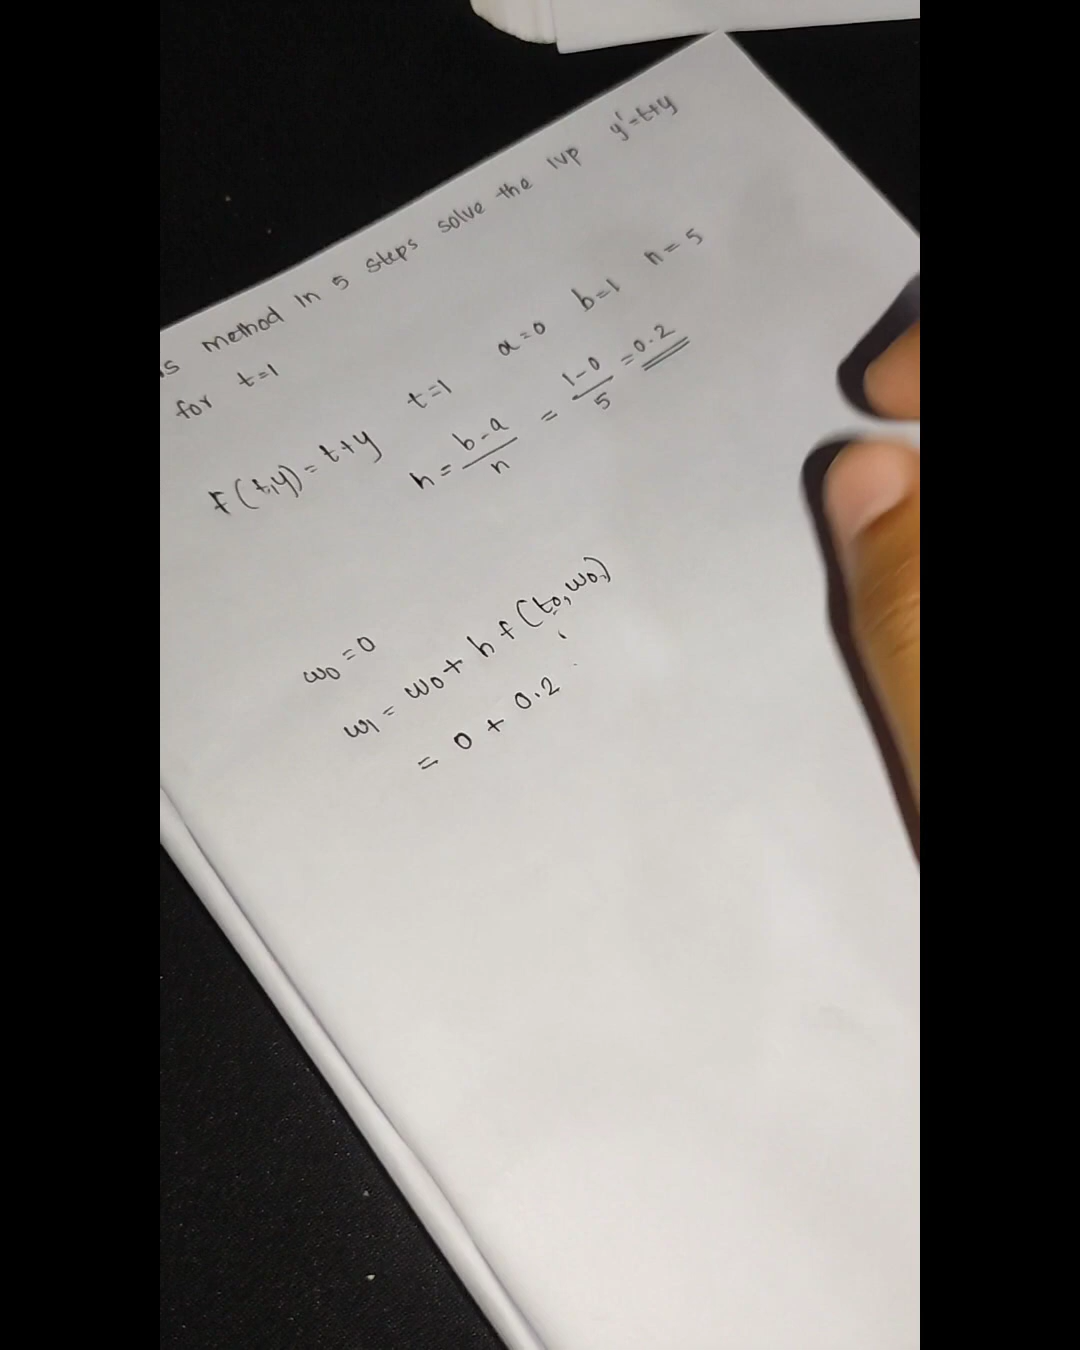 method in 5 steps solve the IVP y'=t+y
for t=1
f(t,y)=t+y t=1 a=0 b=1 n=5
h = b-a/n = 1-0/5 =0.2
w0 =0
w1 = w0+ h f (t0,w0)
= 0 + 0.2